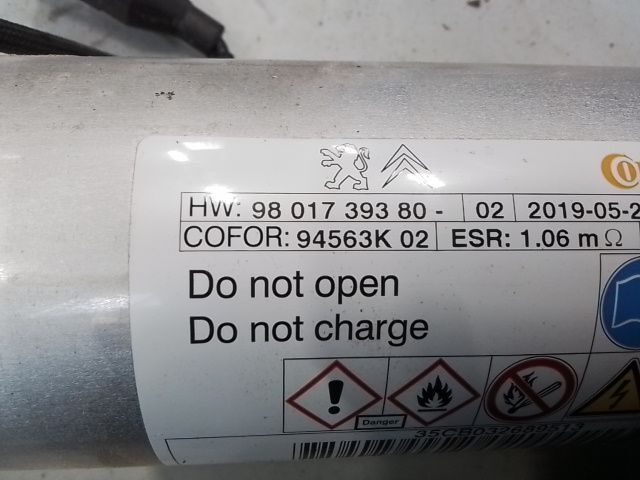 HW: 98 017 393 80 - 02 2019-05-2
COFOR: 94563K 02 ESR: 1.06 mΩ
Do not open
Do not charge
Danger
35CB032689513